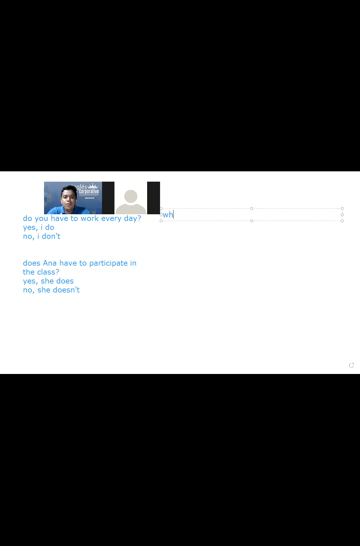 do you have to work every day?
yes, i do
no, i don't
does Ana have to participate in
the class?
yes, she does
no, she doesn't
wh